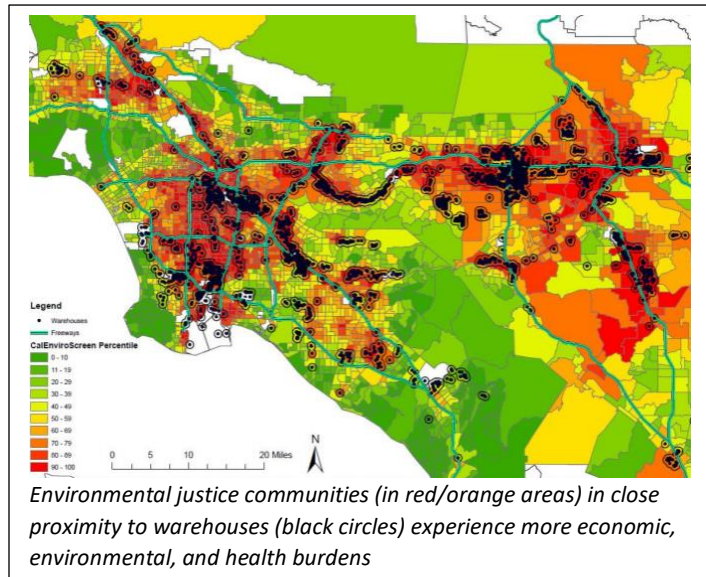 Legend
Warehouses
Freeways
CalEnviroScreen Percentile
0 - 10
11 - 19
20 - 29
30 - 39
40 - 49
50 - 59
60 - 69
70 - 79
80 - 89
90 - 100
N
0 5 10 20 Miles
Environmental justice communities (in red/orange areas) in close
proximity to warehouses (black circles) experience more economic,
environmental, and health burdens